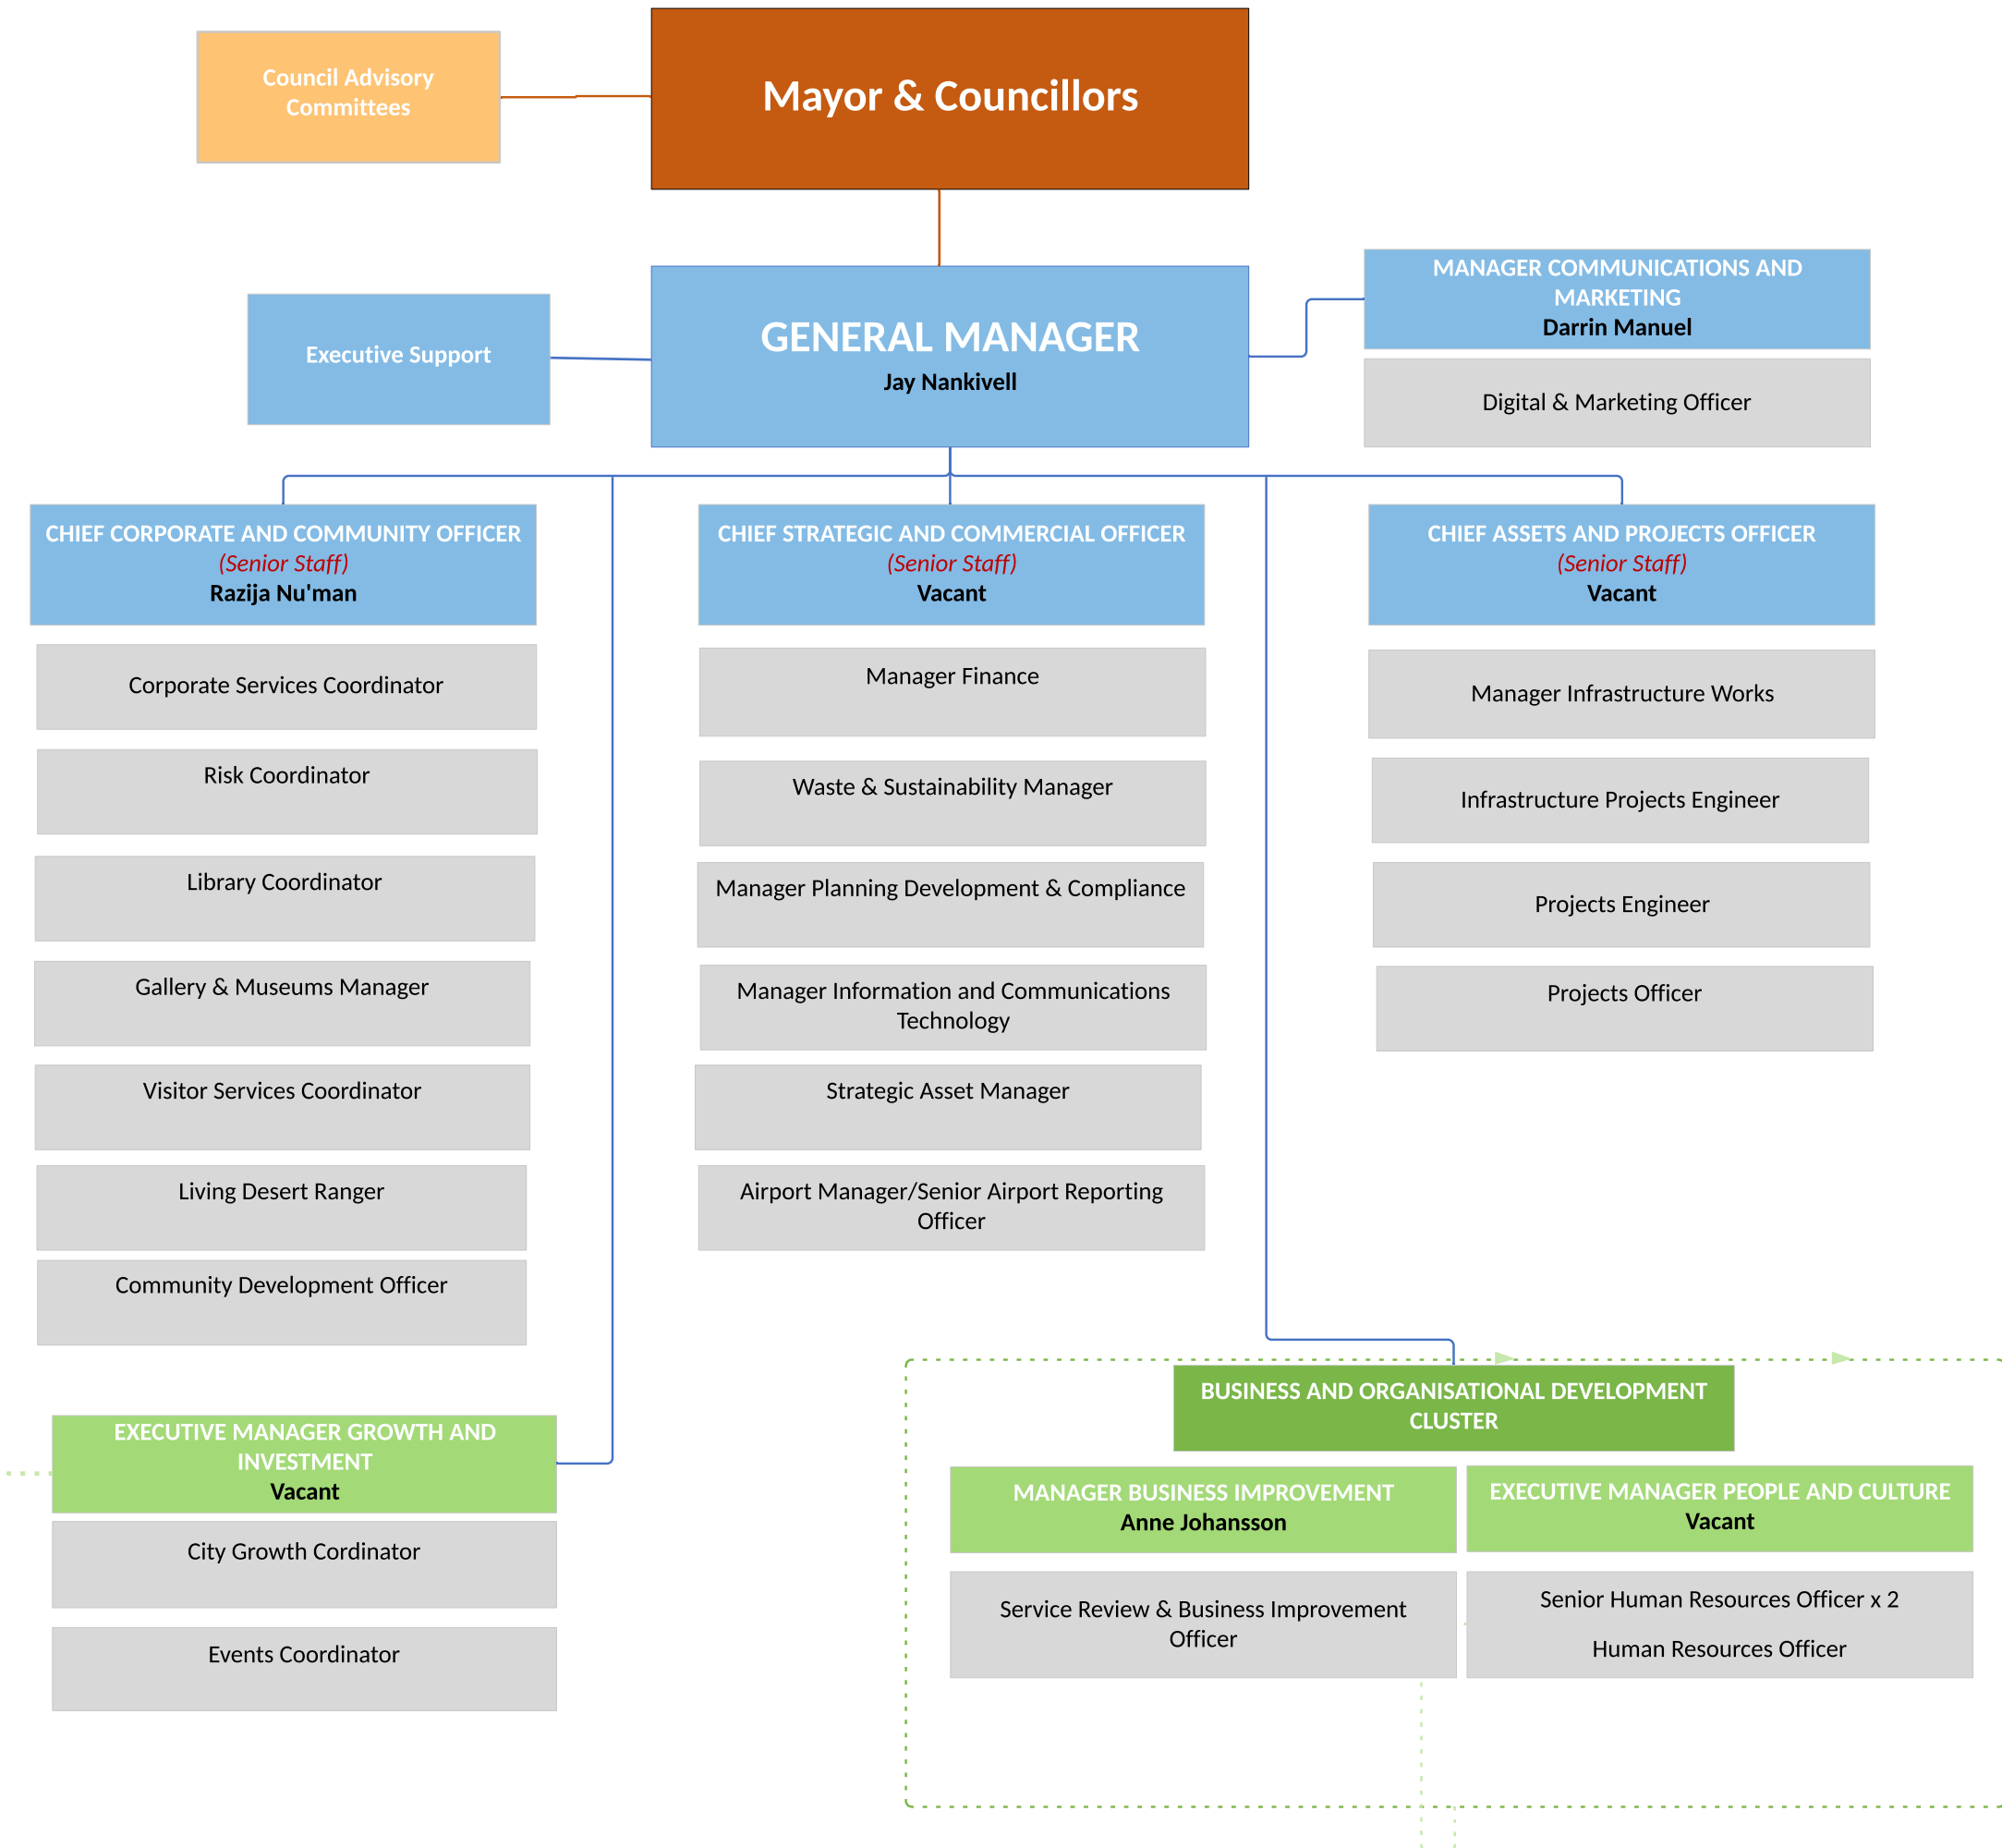 Council Advisory
Committees
Mayor & Councillors
Executive Support
GENERAL MANAGER
Jay Nankivell
MANAGER COMMUNICATIONS AND
MARKETING
Darrin Manuel
Digital & Marketing Officer
CHIEF CORPORATE AND COMMUNITY OFFICER
(Senior Staff)
Razija Nu'man
Corporate Services Coordinator
Risk Coordinator
Library Coordinator
Gallery & Museums Manager
Visitor Services Coordinator
Living Desert Ranger
Community Development Officer
CHIEF STRATEGIC AND COMMERCIAL OFFICER
(Senior Staff)
Vacant
Manager Finance
Waste & Sustainability Manager
Manager Planning Development & Compliance
Manager Information and Communications
Technology
Strategic Asset Manager
Airport Manager/Senior Airport Reporting
Officer
CHIEF ASSETS AND PROJECTS OFFICER
(Senior Staff)
Vacant
Manager Infrastructure Works
Infrastructure Projects Engineer
Projects Engineer
Projects Officer
EXECUTIVE MANAGER GROWTH AND
INVESTMENT
Vacant
City Growth Cordinator
Events Coordinator
BUSINESS AND ORGANISATIONAL DEVELOPMENT
CLUSTER
MANAGER BUSINESS IMPROVEMENT
Anne Johansson
Service Review & Business Improvement
Officer
EXECUTIVE MANAGER PEOPLE AND CULTURE
Vacant
Senior Human Resources Officer x 2
Human Resources Officer